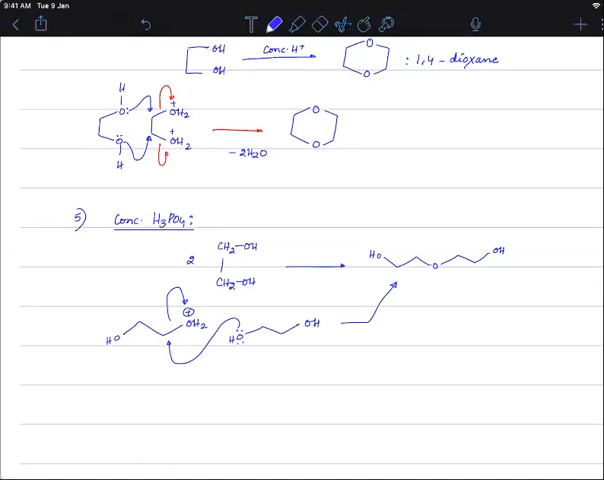 9:41 AM Tue 9 Jan
OH
OH
Conc. H+
O
O
: 1,4 - dioxane
H
O:
OH2
+
O
H
OH2
+
- 2H2O
O
O
5) Conc. H3PO4:
2 CH2-OH
CH2-OH
HO
O
OH
HO
OH2
+
HO
OH